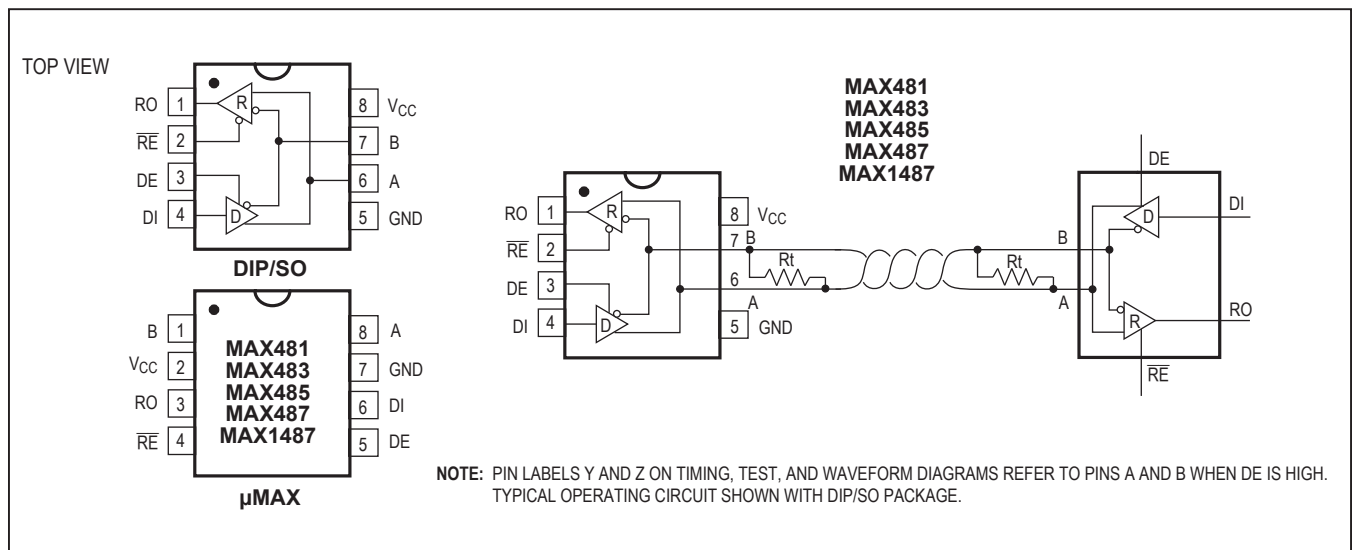 TOP VIEW
RO 1
RE 2
DE 3
DI 4
R
D
8 VCC
7 B
6 A
5 GND
DIP/SO
B 1
VCC 2
RO 3
RE 4
MAX481
MAX483
MAX485
MAX487
MAX1487
8 A
7 GND
6 DI
5 DE
µMAX
MAX481
MAX483
MAX485
MAX487
MAX1487
RO 1
RE 2
DE 3
DI 4
R
D
8 VCC
7 B
6
A
5 GND
Rt
Rt
B
A
DE
D
DI
R
RO
RE
NOTE: PIN LABELS Y AND Z ON TIMING, TEST, AND WAVEFORM DIAGRAMS REFER TO PINS A AND B WHEN DE IS HIGH.
TYPICAL OPERATING CIRCUIT SHOWN WITH DIP/SO PACKAGE.